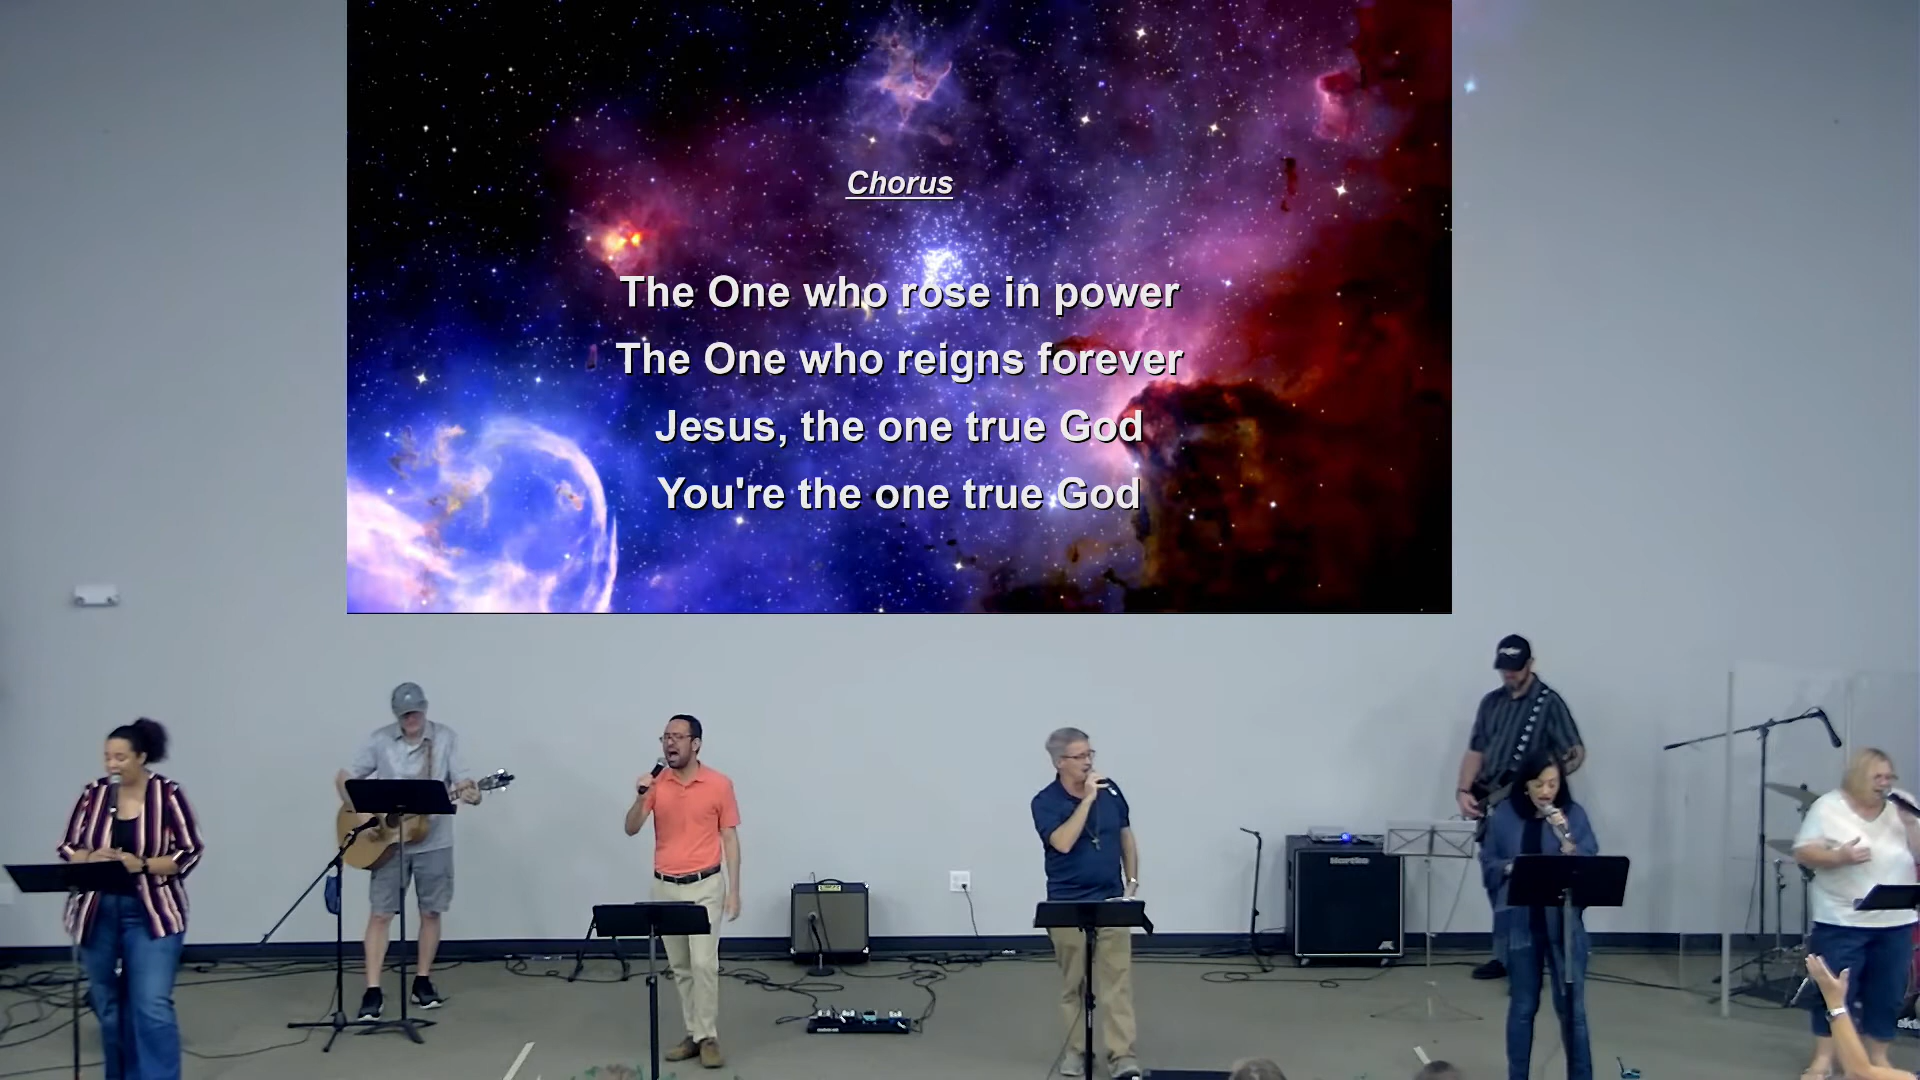 Chorus
The One who rose in power
The One who reigns forever
Jesus, the one true God
You're the one true God
Hartke